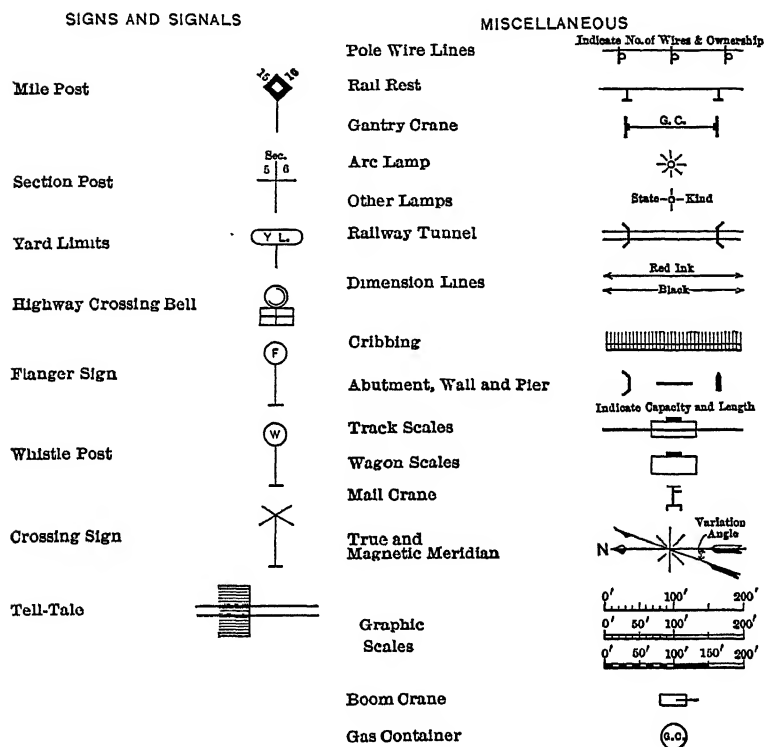 SIGNS AND SIGNALS
Mile Post
15 16
Section Post
Sec.
5 6
Yard Limits
Y L.
Highway Crossing Bell
Flanger Sign
F
Whistle Post
W
Crossing Sign
Tell-Tale
MISCELLANEOUS
Pole Wire Lines
Indicate No. of Wires & Ownership
Rail Rest
Gantry Crane
G. C.
Arc Lamp
Other Lamps
State Kind
Railway Tunnel
Dimension Lines
Red Ink
Black
Cribbing
Abutment, Wall and Pier
Indicate Capacity and Length
Track Scales
Wagon Scales
Mail Crane
True and
Magnetic Meridian
N
Variation
Angle
Graphic
Scales
0' 100' 200'
0' 50' 100' 200'
0' 50' 100' 150' 200'
Boom Crane
Gas Container
G.C.